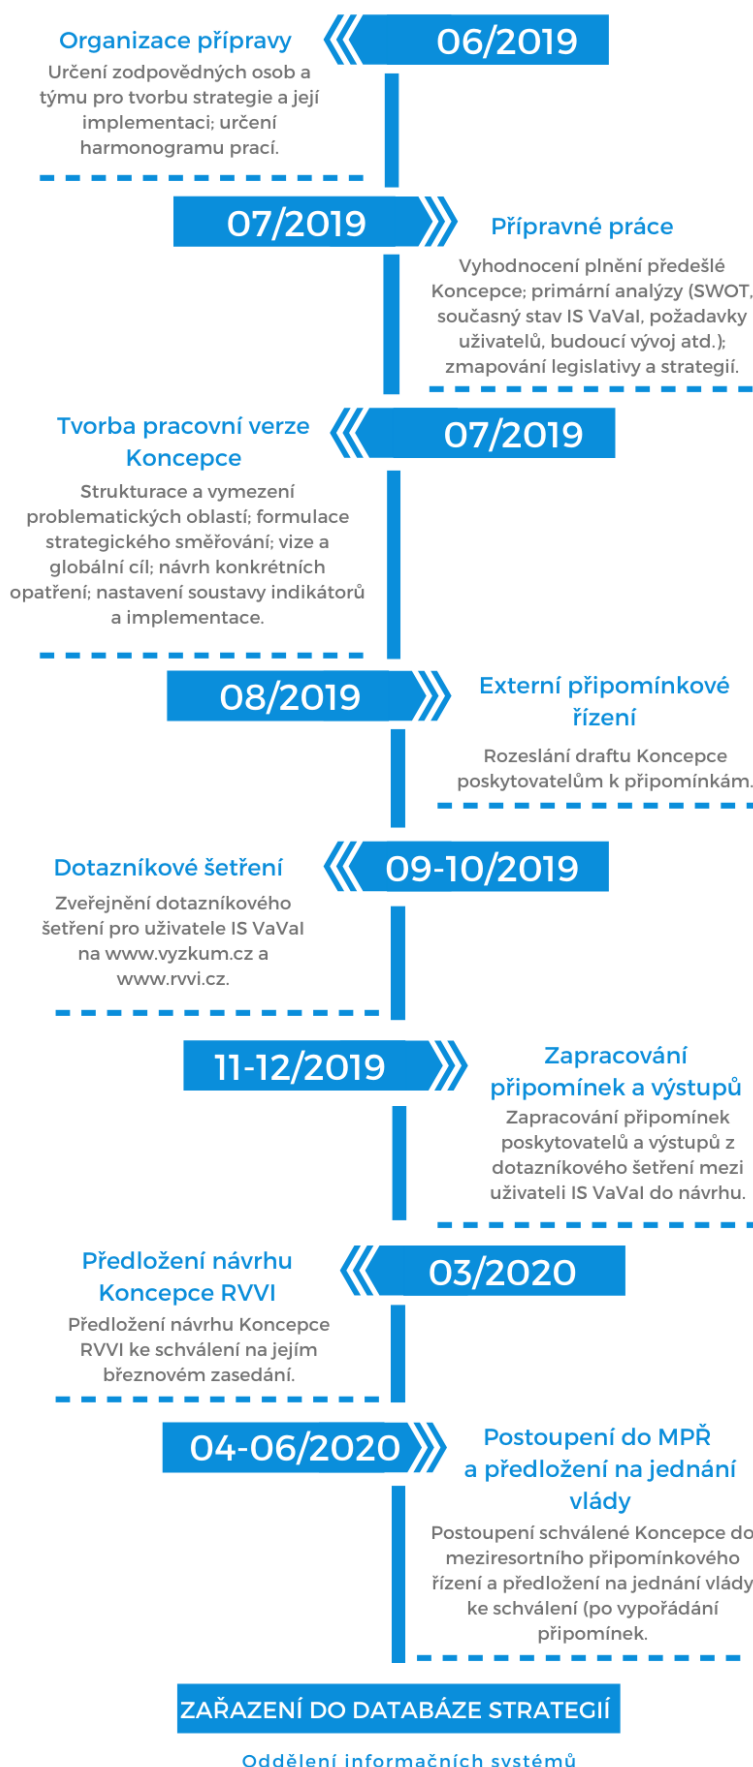 06/2019
Organizace přípravy
Určení zodpovědných osob a
týmu pro tvorbu strategie a její
implementaci; určení
harmonogramu prací.
07/2019
Přípravné práce
Vyhodnocení plnění předešlé
Koncepce; primární analýzy (SWOT,
současný stav IS VaVaI, požadavky
uživatelů, budoucí vývoj atd.);
zmapování legislativy a strategií.
07/2019
Tvorba pracovní verze
Koncepce
Strukturace a vymezení
problematických oblastí; formulace
strategického směřování; vize a
globální cíl; návrh konkrétních
opatření; nastavení soustavy indikátorů
a implementace.
08/2019
Externí připomínkové
řízení
Rozeslání draftu Koncepce
poskytovatelům k připomínkám.
09-10/2019
Dotazníkové šetření
Zveřejnění dotazníkového
šetření pro uživatele IS VaVaI
na www.vyzkum.cz a
www.rvvi.cz.
11-12/2019
Zapracování
připomínek a výstupů
Zapracování připomínek
poskytovatelů a výstupů z
dotazníkového šetření mezi
uživateli IS VaVaI do návrhu.
03/2020
Předložení návrhu
Koncepce RVVI
Předložení návrhu Koncepce
RVVI ke schválení na jejím
březnovém zasedání.
04-06/2020
Postoupení do MPŘ
a předložení na jednání
vlády
Postoupení schválené Koncepce do
meziresortního připomínkového
řízení a předložení na jednání vlády
ke schválení (po vypořádání
připomínek.
ZAŘAZENÍ DO DATABÁZE STRATEGIÍ
Oddělení informačních systémů